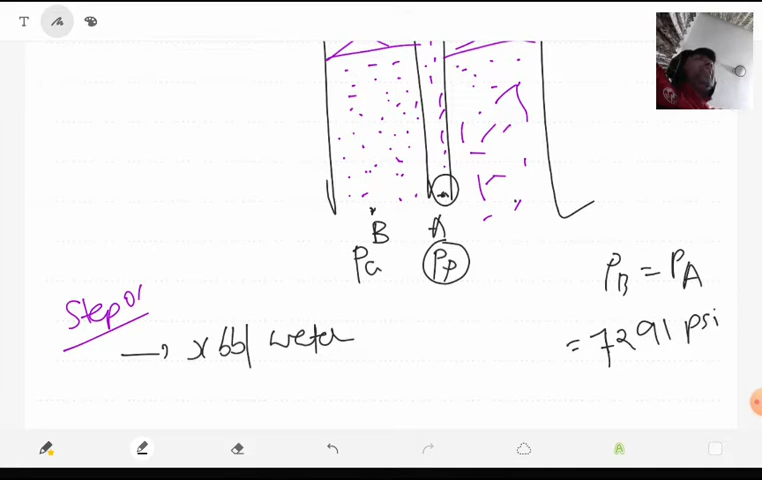 T
B A
Pa Pp
PB = PA
Step 01
→ x bbl water
= 7291 psi
A